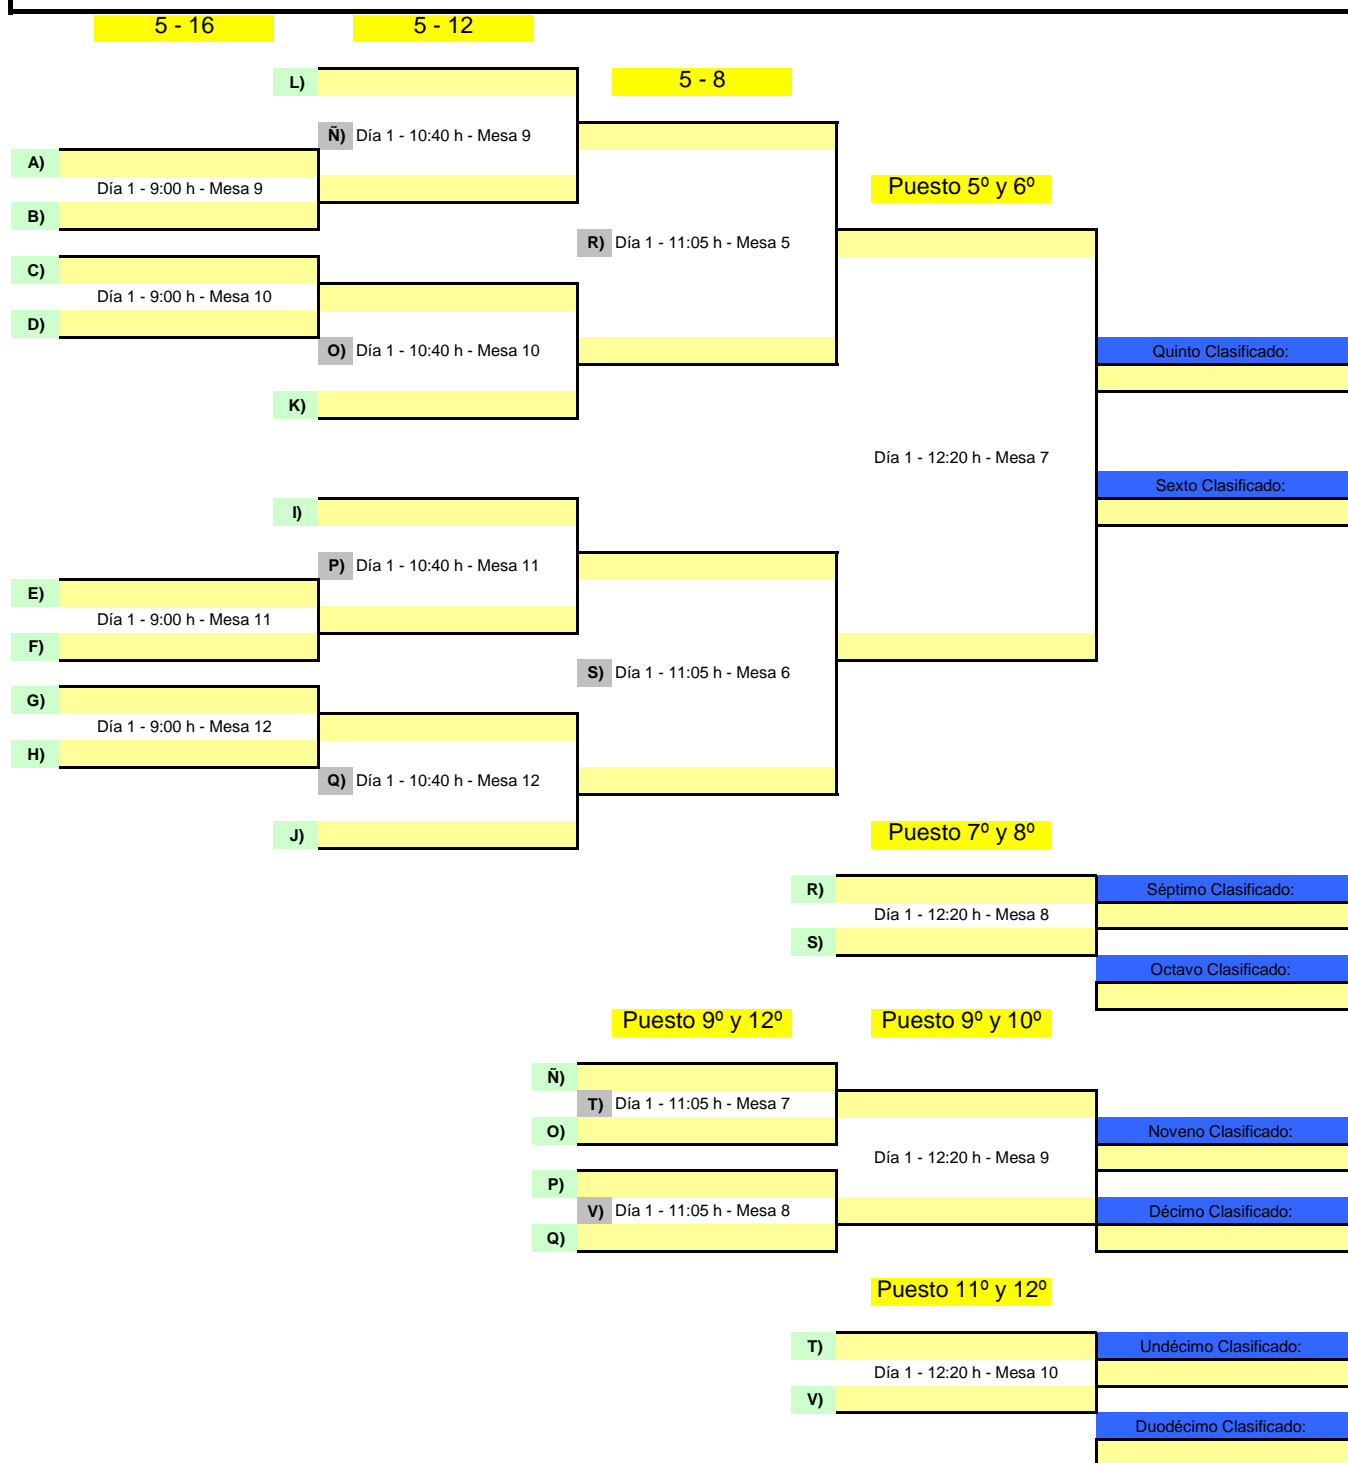 5 - 16
5 - 12
L)
5 - 8
Ñ) Día 1 - 10:40 h - Mesa 9
A)
Día 1 - 9:00 h - Mesa 9
Puesto 5º y 6º
B)
R) Día 1 - 11:05 h - Mesa 5
C)
Día 1 - 9:00 h - Mesa 10
D)
O) Día 1 - 10:40 h - Mesa 10
Quinto Clasificado:
K)
Día 1 - 12:20 h - Mesa 7
Sexto Clasificado:
I)
P) Día 1 - 10:40 h - Mesa 11
E)
Día 1 - 9:00 h - Mesa 11
F)
S) Día 1 - 11:05 h - Mesa 6
G)
Día 1 - 9:00 h - Mesa 12
H)
Q) Día 1 - 10:40 h - Mesa 12
J)
Puesto 7º y 8º
R)
Séptimo Clasificado:
Día 1 - 12:20 h - Mesa 8
S)
Octavo Clasificado:
Puesto 9º y 12º
Puesto 9º y 10º
Ñ)
T) Día 1 - 11:05 h - Mesa 7
O)
Noveno Clasificado:
Día 1 - 12:20 h - Mesa 9
P)
V) Día 1 - 11:05 h - Mesa 8
Décimo Clasificado:
Q)
Puesto 11º y 12º
T)
Undécimo Clasificado:
Día 1 - 12:20 h - Mesa 10
V)
Duodécimo Clasificado: